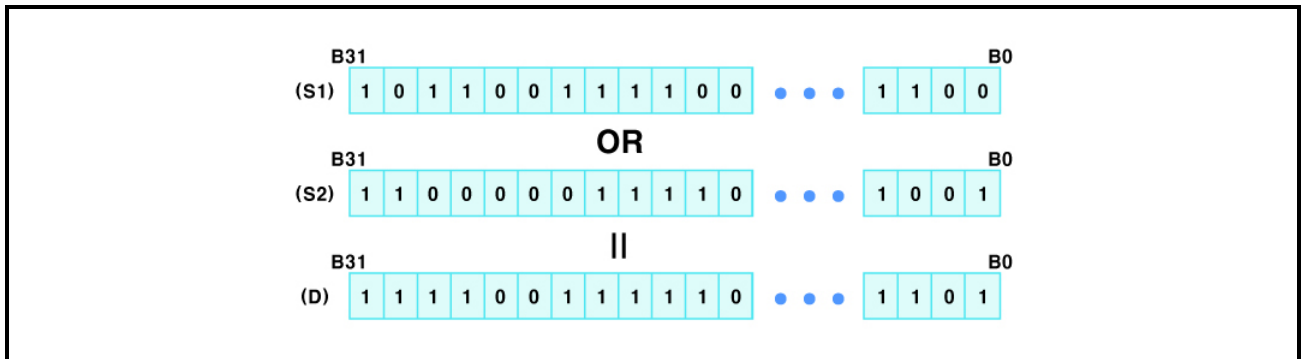 B31 B0
(S1) 1 0 1 1 0 0 1 1 1 1 0 0 • • • 1 1 0 0
OR
B31 B0
(S2) 1 1 0 0 0 0 0 1 1 1 1 0 • • • 1 0 0 1
||
B31 B0
(D) 1 1 1 1 0 0 1 1 1 1 1 0 • • • 1 1 0 1